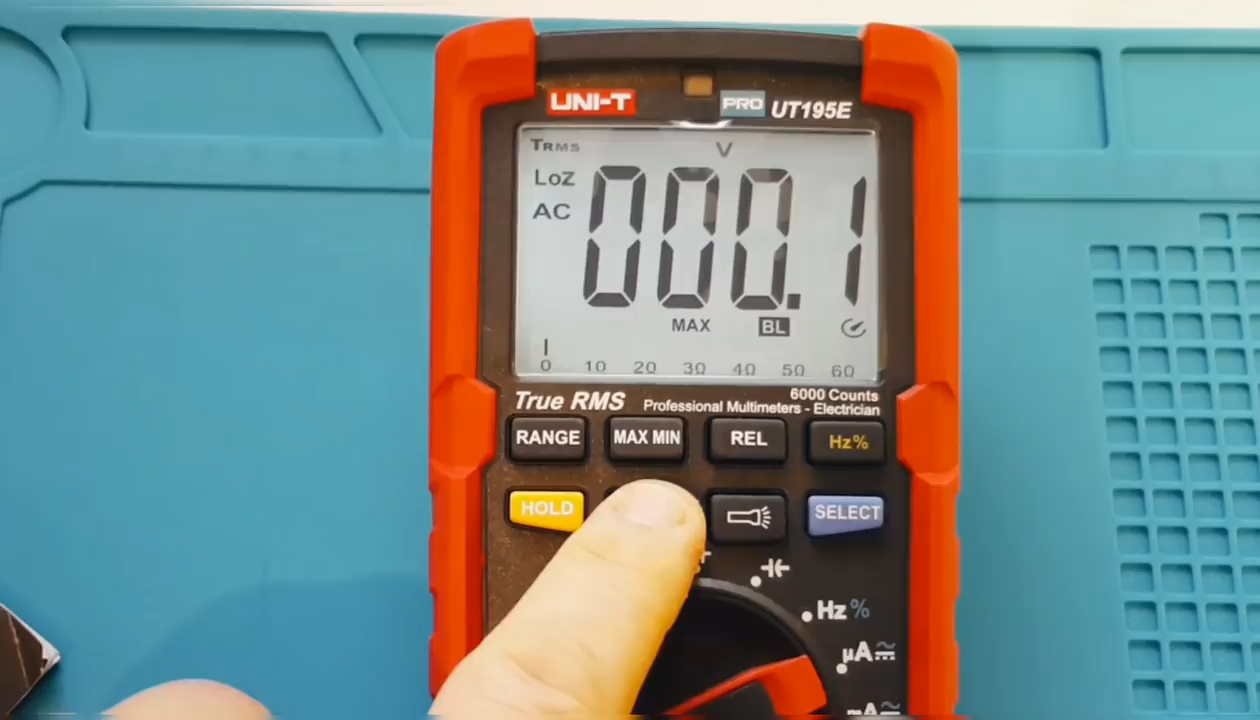 UNI-T PRO UT195E
TRMS V
LoZ
AC
000.1
MAX BL
0 10 20 30 40 50 60
True RMS 6000 Counts
Professional Multimeters - Electrician
RANGE MAX MIN REL Hz%
HOLD SELECT
Hz %
µA